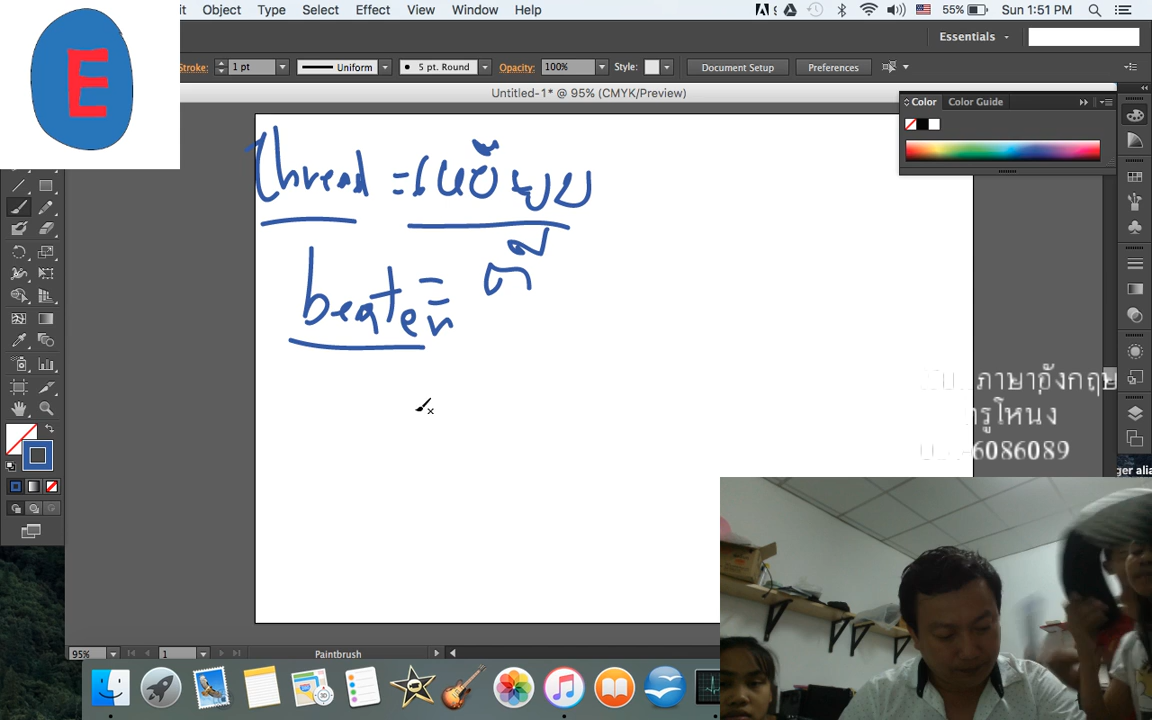 E
Object Type Select Effect View Window Help
55% Sun 1:51 PM
Essentials
Stroke: 1 pt Uniform 5 pt. Round Opacity: 100% Style: Document Setup Preferences
Untitled-1* @ 95% (CMYK/Preview)
Color Color Guide
thread =
beaten =
ตี
ภาษาอังกฤษ
ครูโหนง
6086089
95% 1 Paintbrush